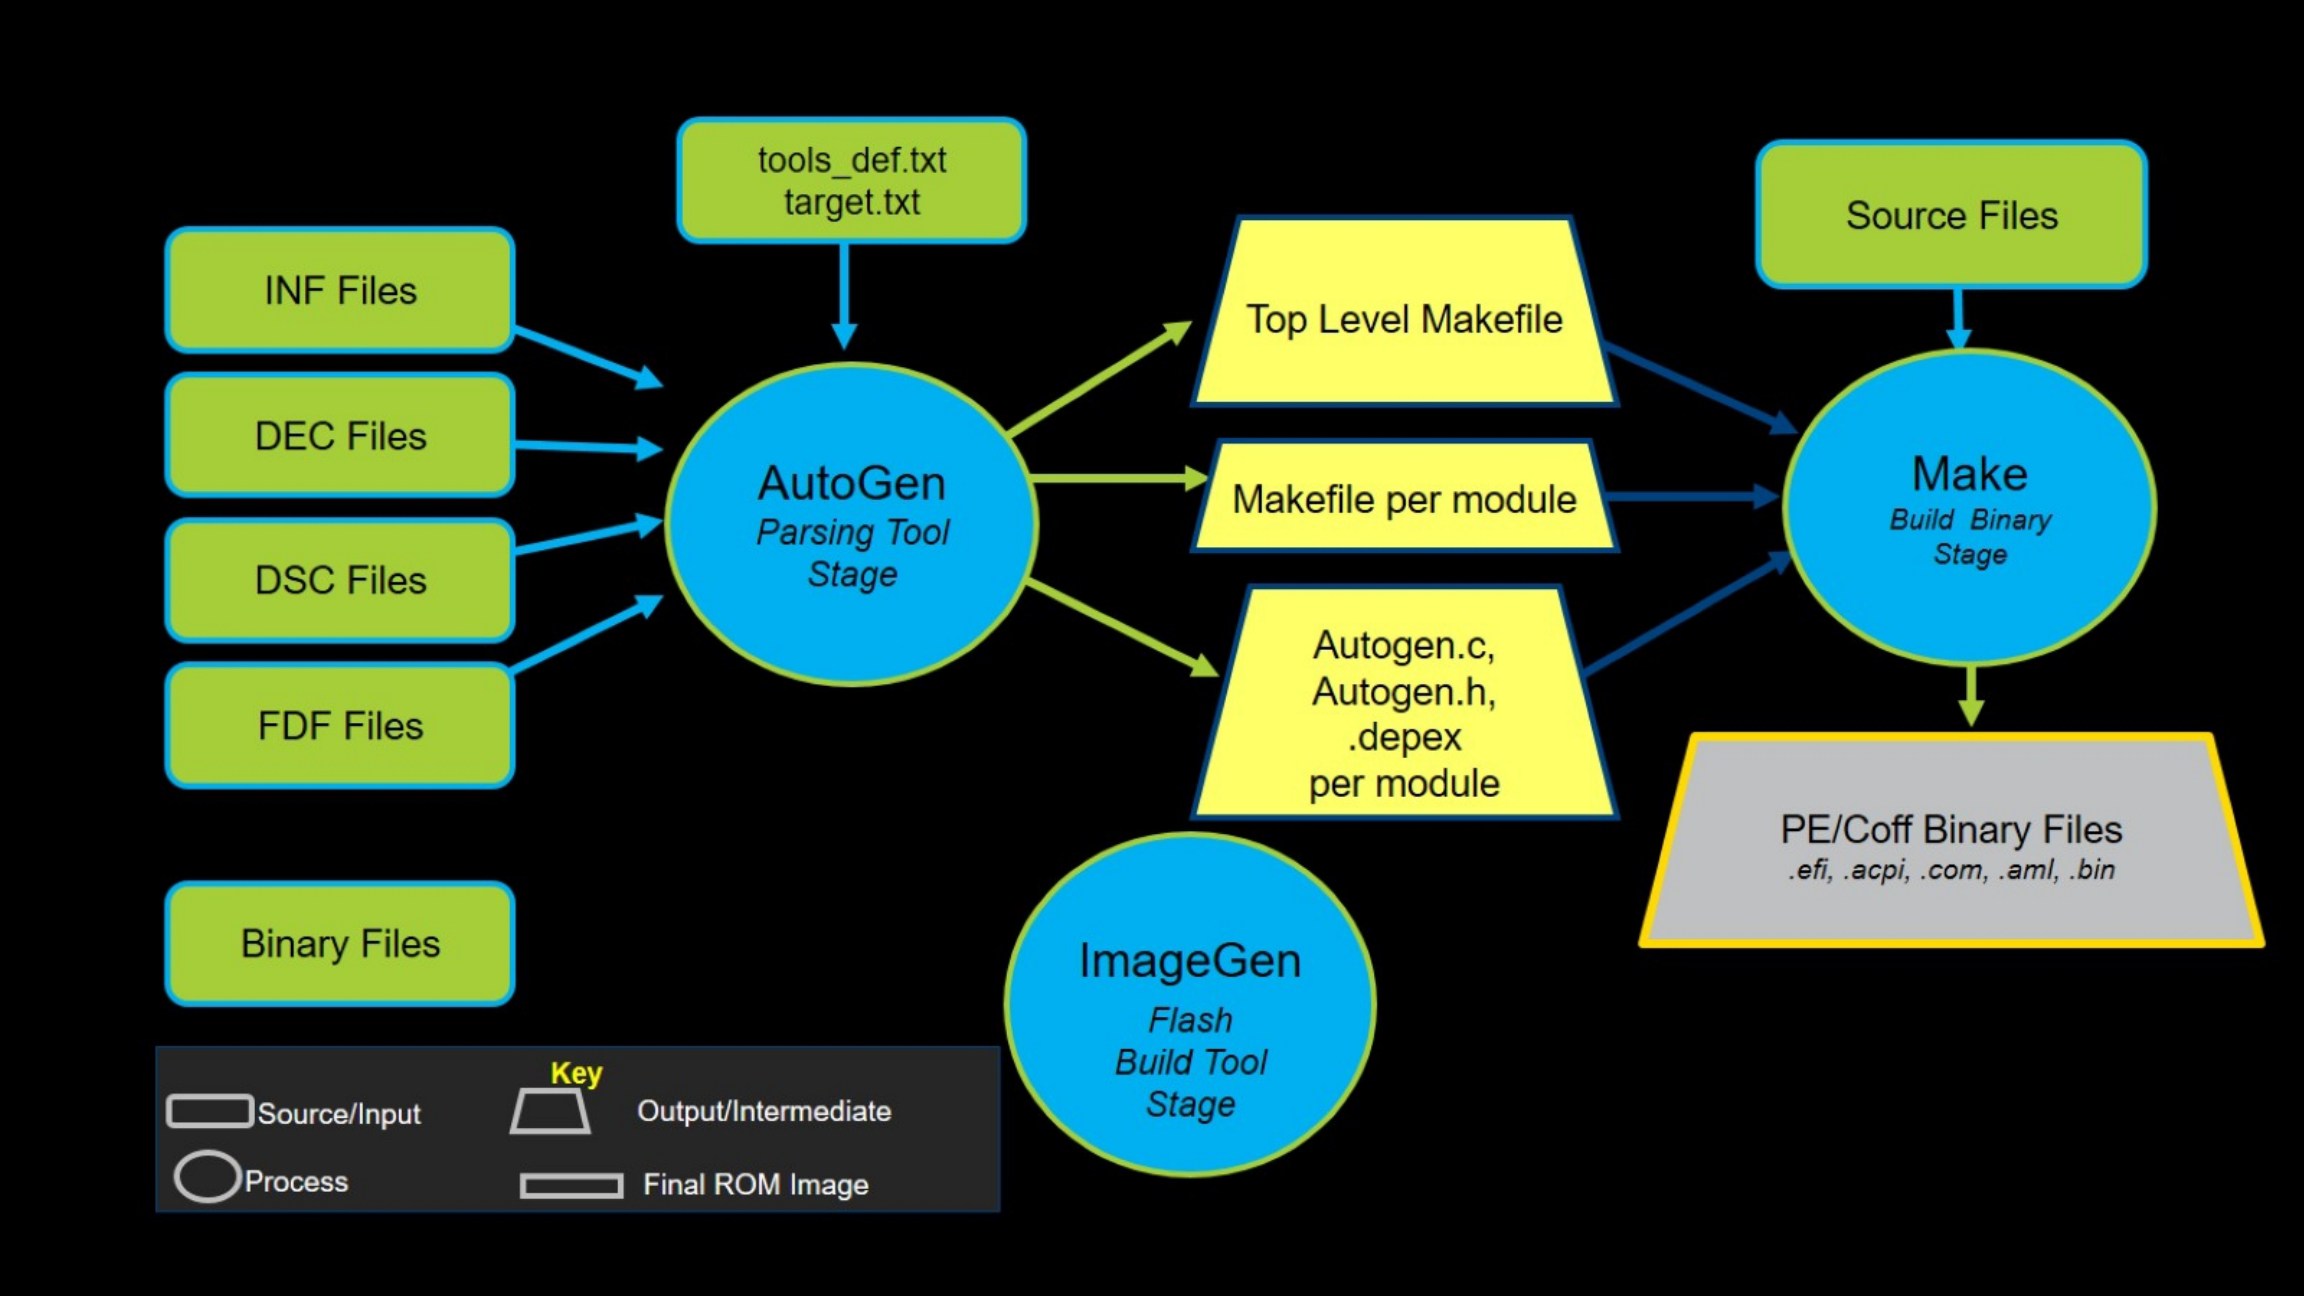 tools_def.txt
target.txt
Source Files
INF Files
DEC Files
DSC Files
FDF Files
AutoGen
Parsing Tool
Stage
Top Level Makefile
Makefile per module
Autogen.c,
Autogen.h,
.depex
per module
Make
Build Binary
Stage
PE/Coff Binary Files
.efi, .acpi, .com, .aml, .bin
Binary Files
ImageGen
Flash
Build Tool
Stage
Key
Source/Input
Output/Intermediate
Process
Final ROM Image